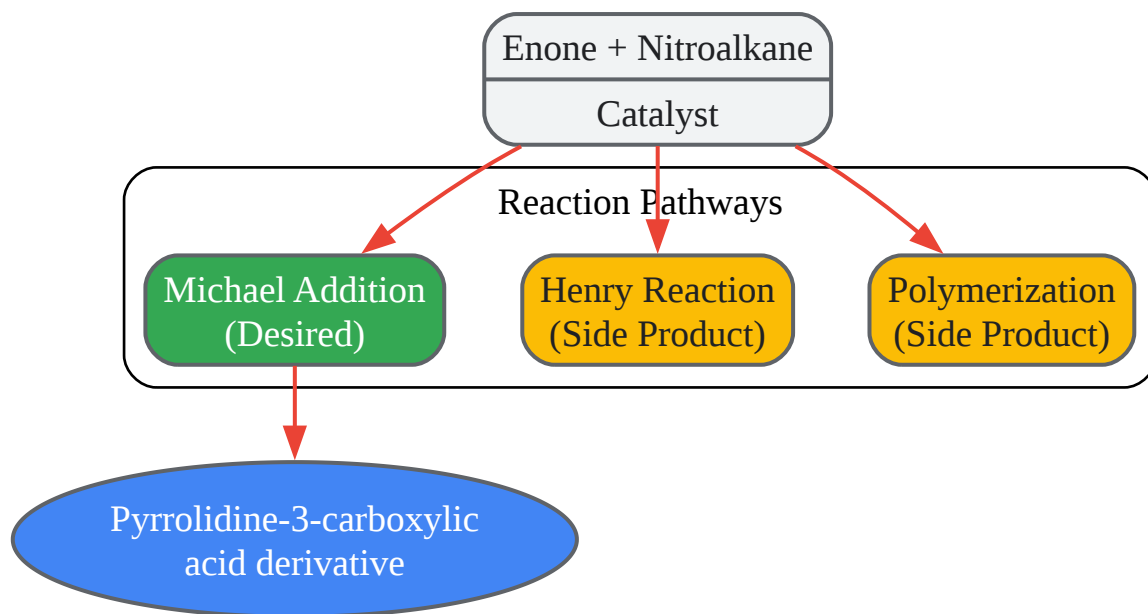 Enone + Nitroalkane
Catalyst
Reaction Pathways
Michael Addition
(Desired)
Henry Reaction
(Side Product)
Polymerization
(Side Product)
Pyrrolidine-3-carboxylic
acid derivative